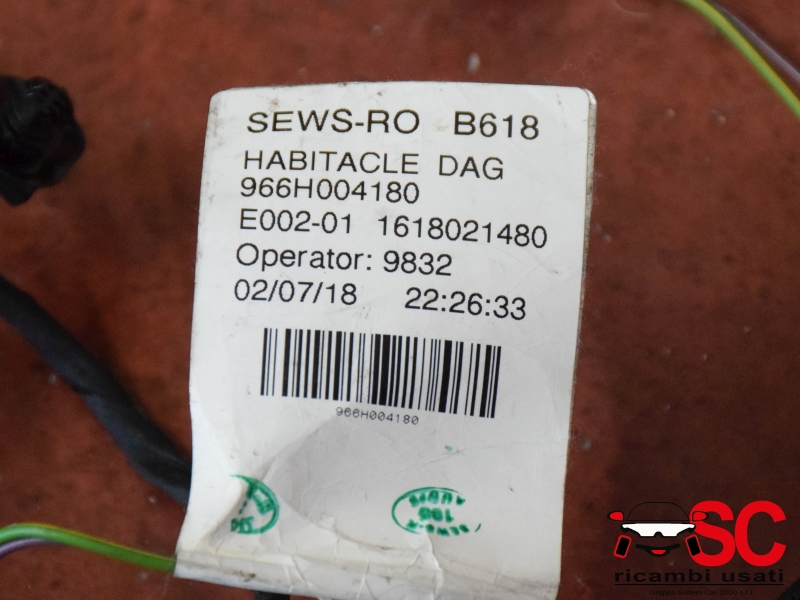 SEWS-RO B618
HABITACLE DAG
966H004180
E002-01 1618021480
Operator: 9832
02/07/18 22:26:33
966H004180
SC
ricambi usati